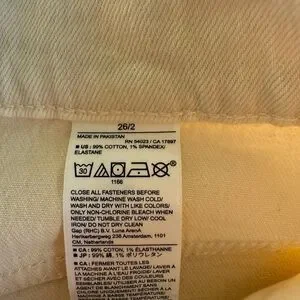 26/2
MADE IN PAKISTAN
RN 54023 / CA 17897
■ US : 99% COTTON, 1% SPANDEX/
ELASTANE
30
1166
CLOSE ALL FASTENERS BEFORE
WASHING/ MACHINE WASH COLD/
WASH AND DRY WITH LIKE COLORS/
ONLY NON-CHLORINE BLEACH WHEN
NEEDED/ TUMBLE DRY LOW/ COOL
IRON/ DO NOT DRY CLEAN
Gap (RHC) B.V. Luna Arena,
Herikerbergweg 238 Amsterdam, 1101
CM, Netherlands
■ CA : 99% COTON, 1% ÉLASTHANNE
■ JP : 99% 綿, 1% ポリウレタン
■ CA : FERMER TOUTES LES
ATTACHES AVANT LE LAVAGE/ LAVER
A LA MACHINE A L'EAU FROIDE/ LAVER
ET SÉCHER AVEC DES COULEURS